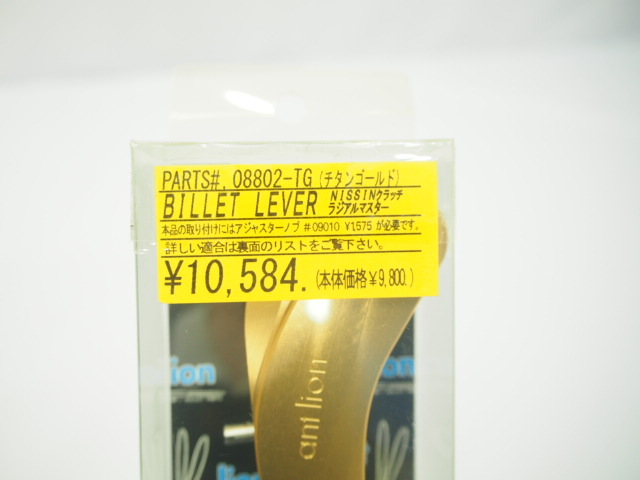 PARTS#. 08802-TG (チタンゴールド)
BILLET LEVER NISSINクラッチ
ラジアルマスター
本品の取り付けにはアジャスターノブ #09010 ¥1,575 が必要です。
詳しい適合は裏面のリストをご覧下さい。
¥10,584. (本体価格¥9,800.)
ant lion
lion
lion